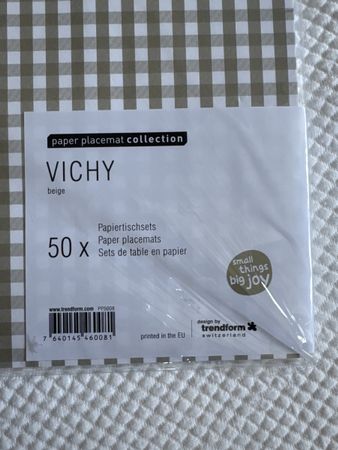 paper placemat collection
VICHY
beige
50 x
Papiertischsets
Paper placemats
Sets de table en papier
small
things
big joy
www.trendform.com PP5008
7 640145 460081
printed in the EU
design by
trendform
switzerland